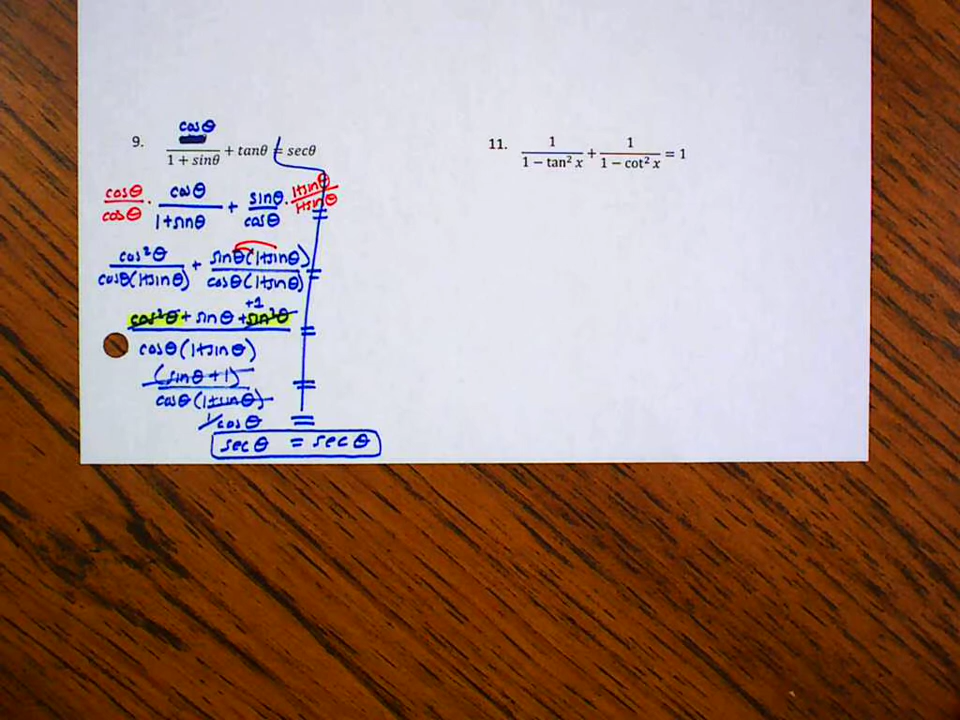 9. cosθ / 1 + sinθ + tanθ = secθ
cosθ/cosθ · cosθ/1+sinθ + sinθ/cosθ · 1+sinθ/1+sinθ =
cos²θ/cosθ(1+sinθ) + sinθ(1+sinθ)/cosθ(1+sinθ) =
+1
cos²θ + sinθ + sin²θ =
cosθ(1+sinθ)
(sinθ + 1) =
cosθ(1+sinθ)
1/cosθ =
secθ = secθ
11. 1/1 − tan² x + 1/1 − cot² x = 1